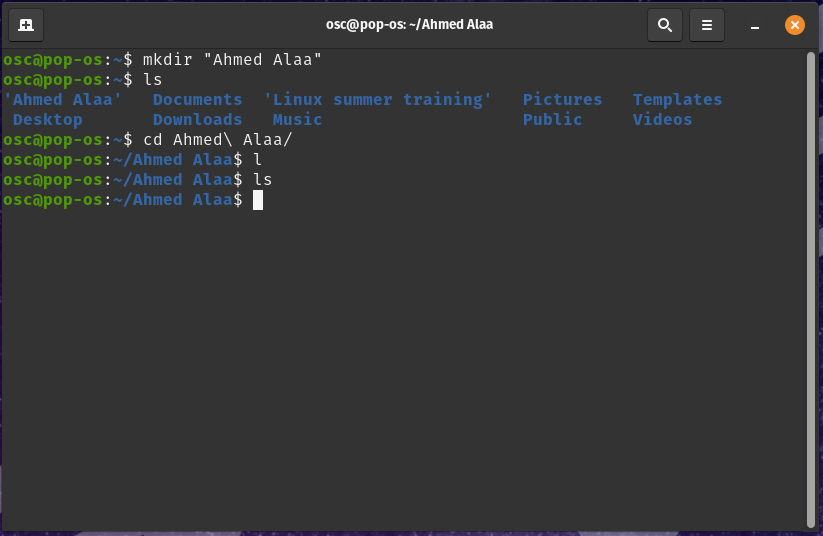 osc@pop-os: ~/Ahmed Alaa
osc@pop-os:~$ mkdir "Ahmed Alaa"
osc@pop-os:~$ ls
'Ahmed Alaa'   Documents  'Linux summer training'   Pictures   Templates
 Desktop       Downloads   Music                    Public     Videos
osc@pop-os:~$ cd Ahmed\ Alaa/
osc@pop-os:~/Ahmed Alaa$ l
osc@pop-os:~/Ahmed Alaa$ ls
osc@pop-os:~/Ahmed Alaa$